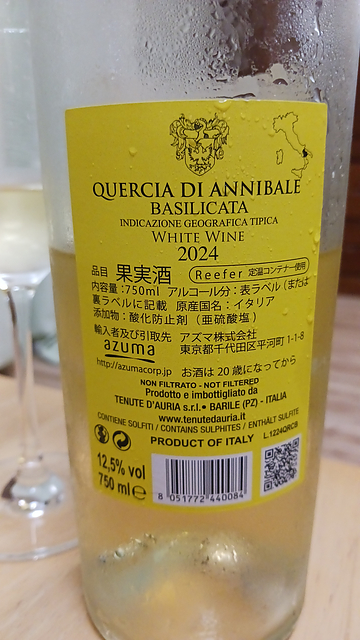 QUERCIA DI ANNIBALE
BASILICATA
INDICAZIONE GEOGRAFICA TIPICA
WHITE WINE
2024
品目 果実酒 Reefer 定温コンテナー使用
内容量:750ml アルコール分:表ラベル(または
裏ラベルに記載 原産国名:イタリア
添加物:酸化防止剤(亜硫酸塩)
輸入者及び引取先 アズマ株式会社
azuma 東京都千代田区平河町1-1-8
http://azumacorp.jp お酒は20歳になってから
NON FILTRATO - NOT FILTERED
Prodotto e imbottigliato da
TENUTE D'AURIA s.r.l. • BARILE (PZ) - ITALIA
www.tenutedauria.it
CONTIENE SOLFITI / CONTAINS SULPHITES / ENTHÄLT SULFITE
PRODUCT OF ITALY L.1224QRCB
12,5% vol
750 ml e
8 051772 440084